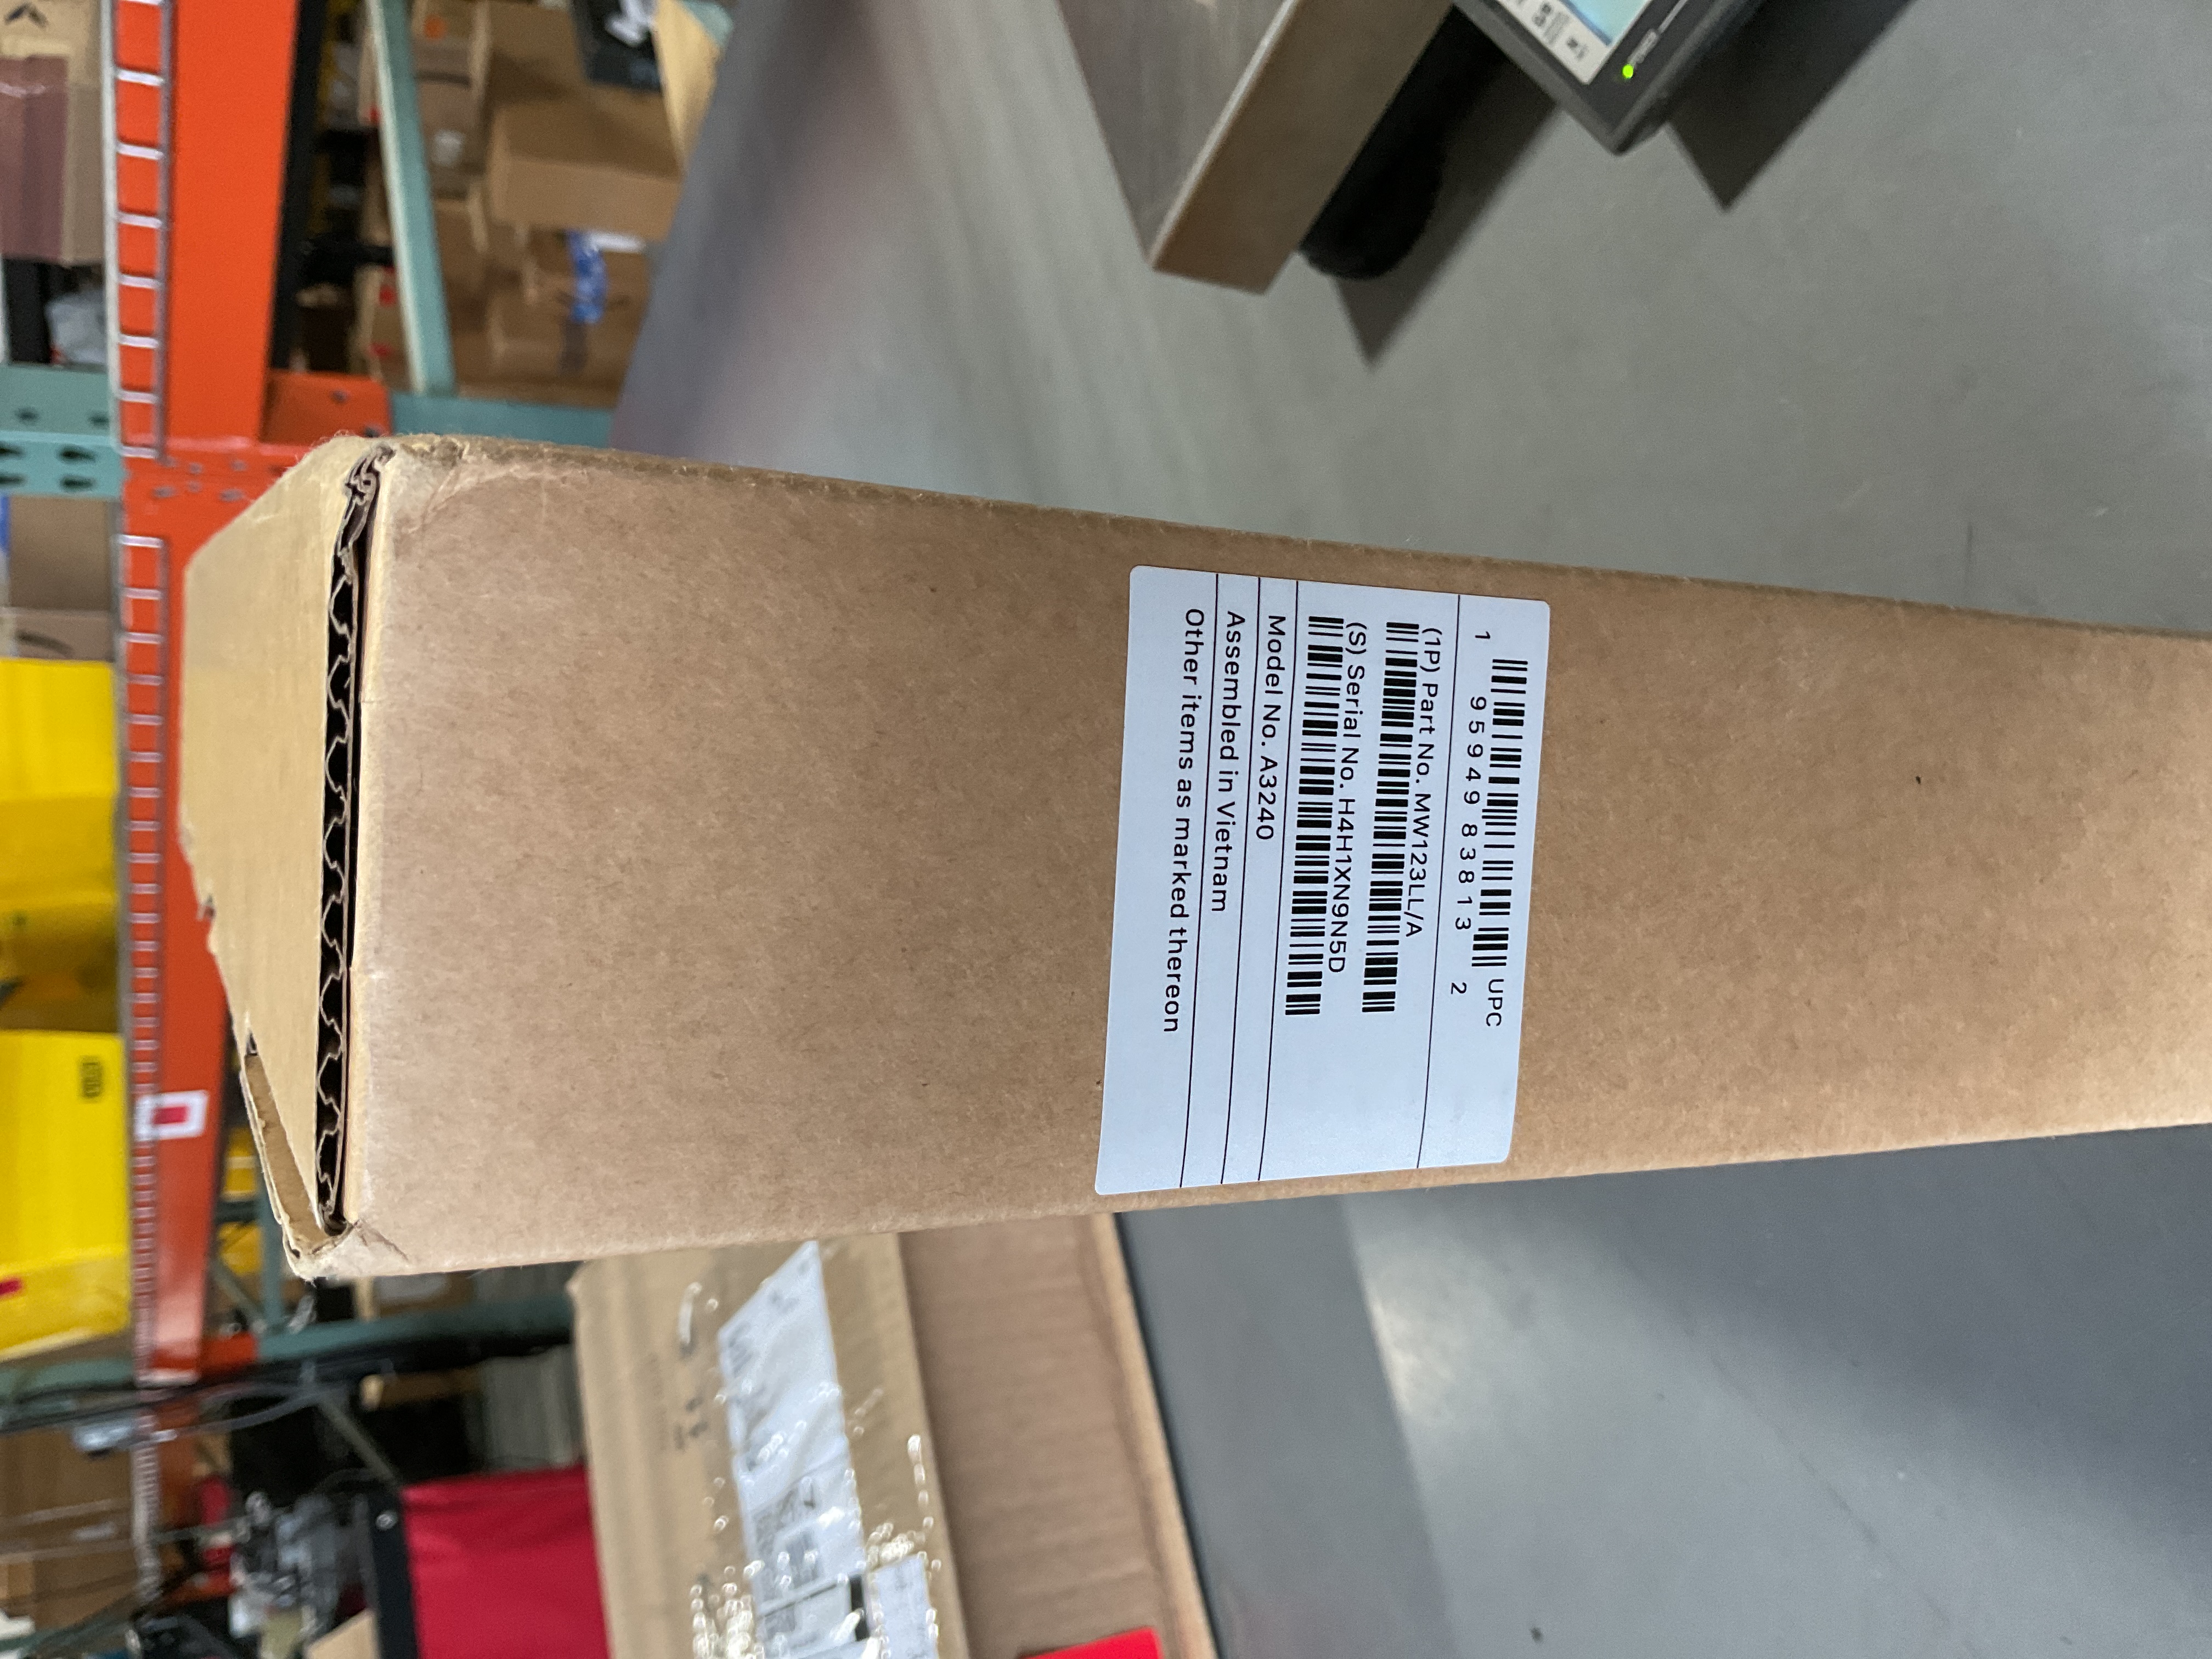 UPC
1 95949 83813 2
(1P) Part No. MW123LL/A
(S) Serial No. H4H1XN9N5D
Model No. A3240
Assembled in Vietnam
Other items as marked thereon